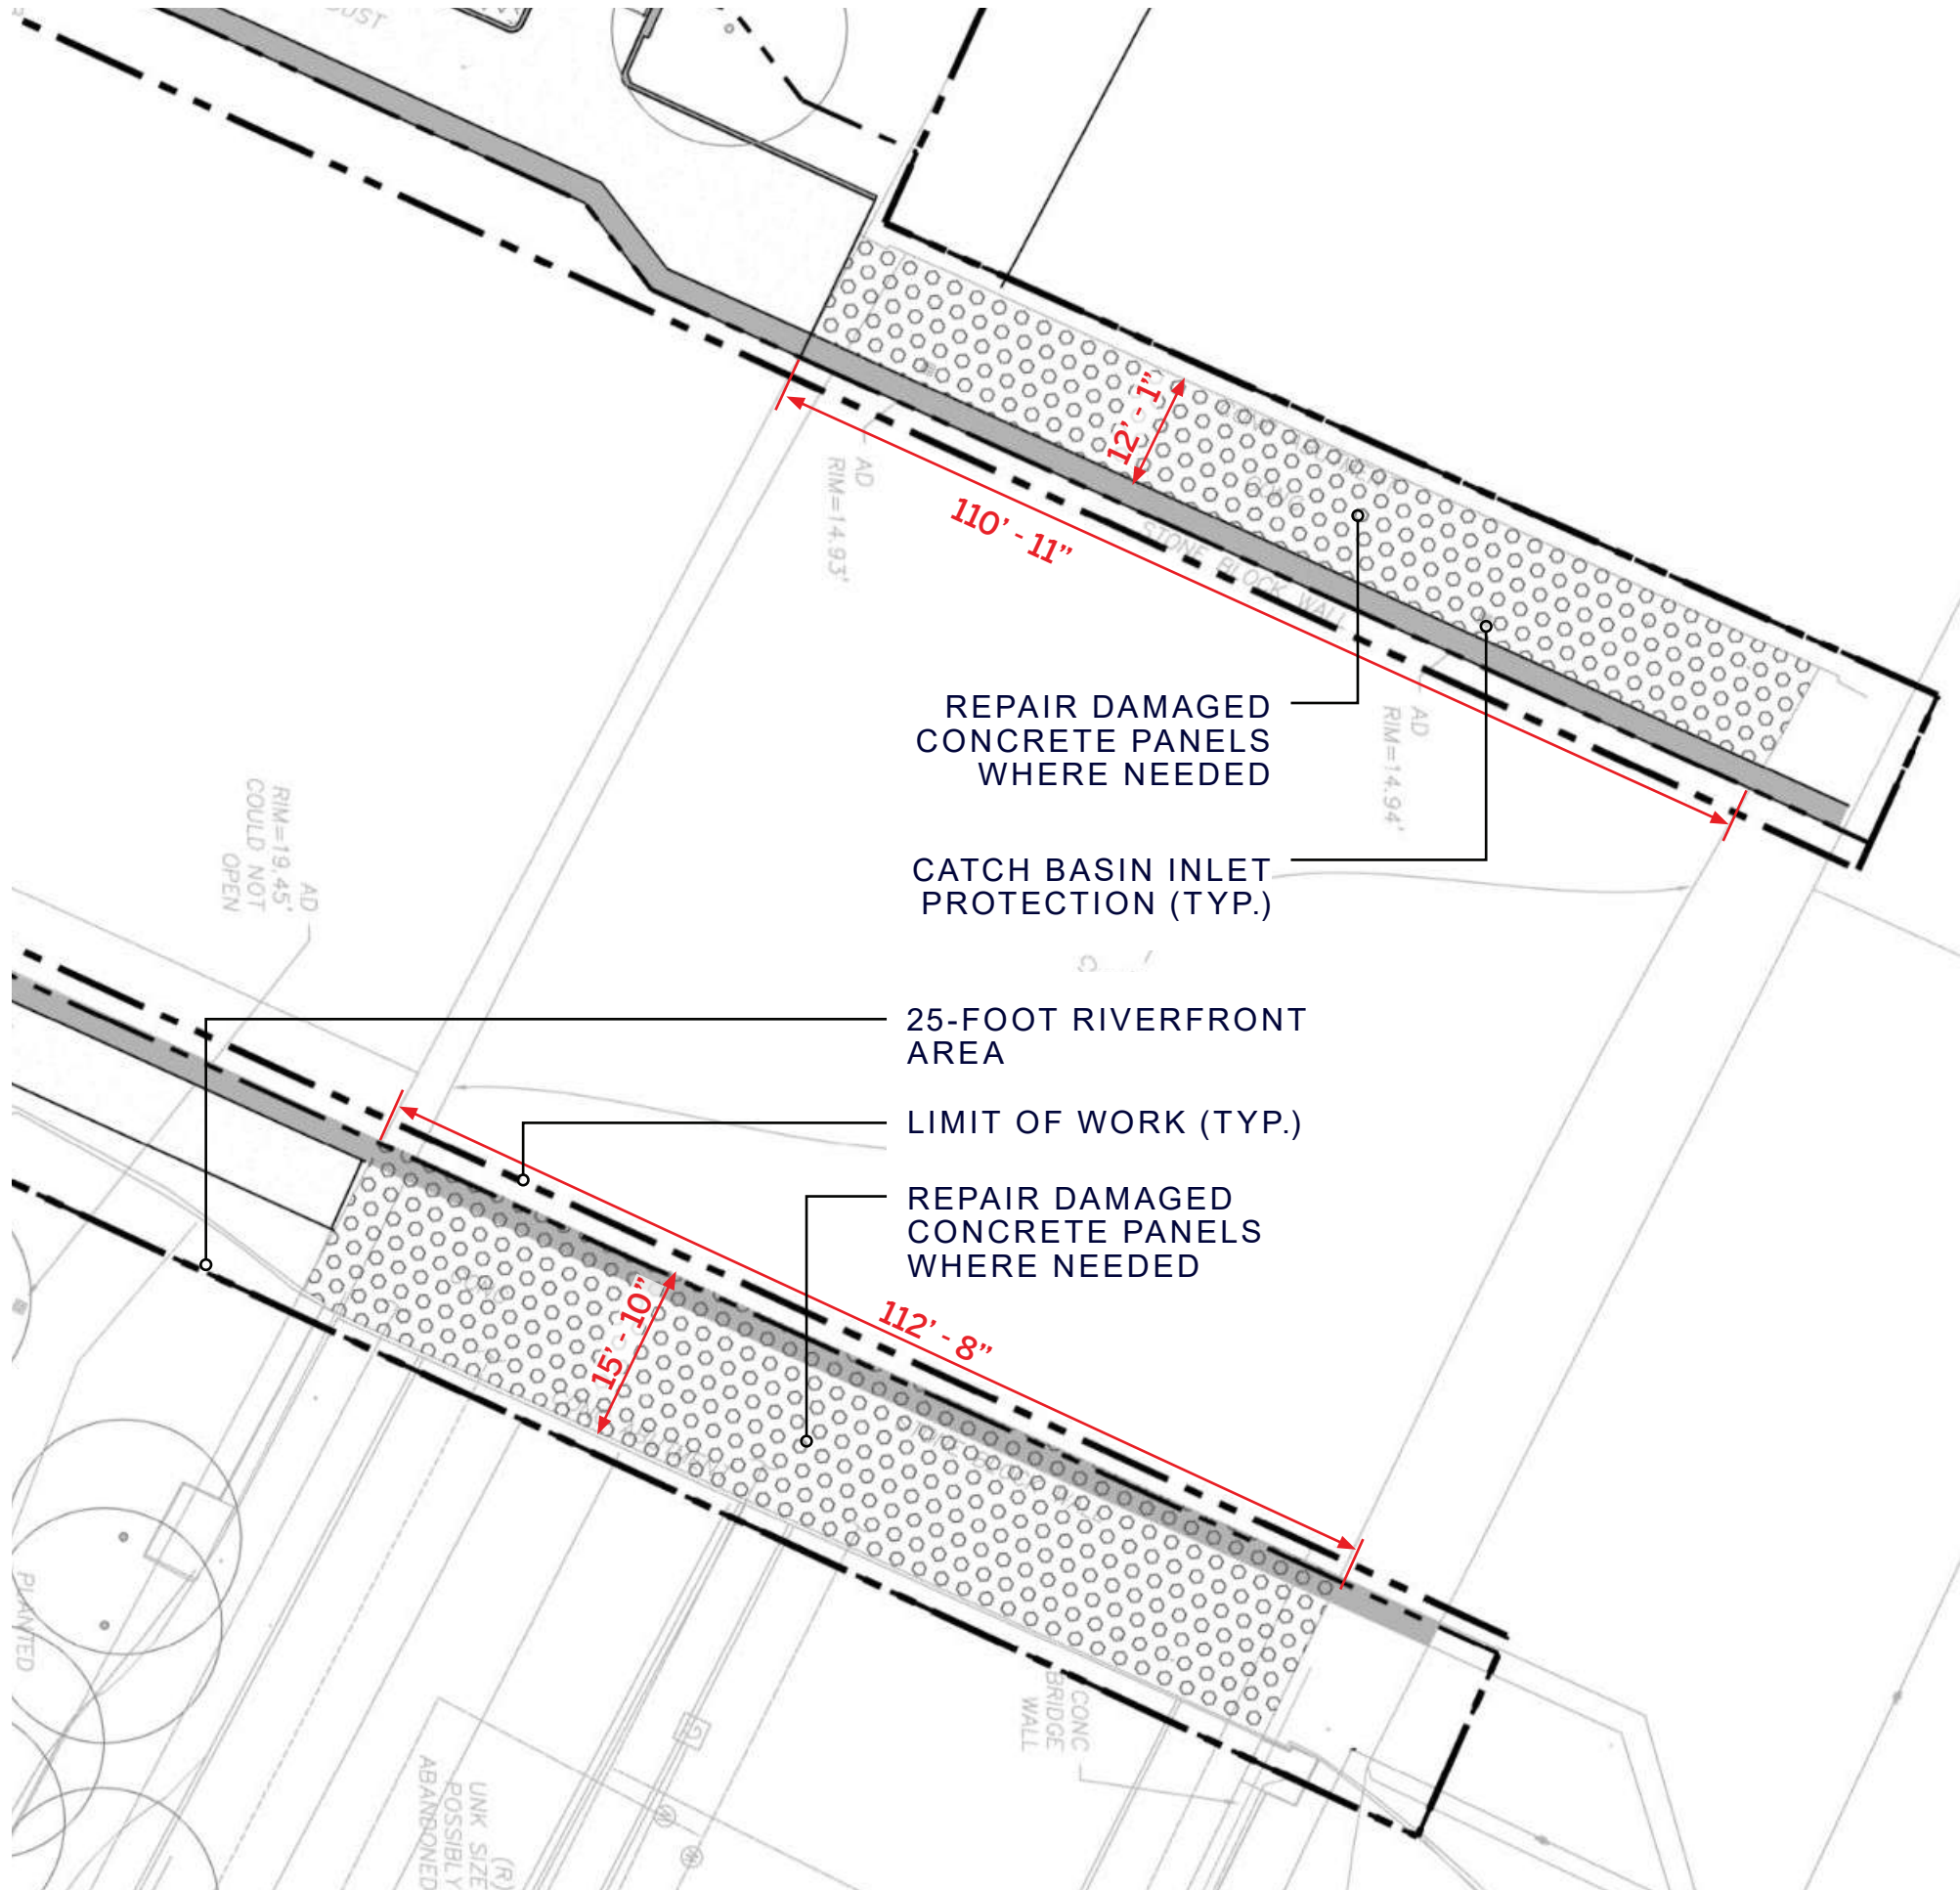 12' - 1"
110' - 11"
STONE BLOCK WALL
AD
RIM=14.93'
REPAIR DAMAGED
CONCRETE PANELS
WHERE NEEDED
AD
RIM=14.94'
CATCH BASIN INLET
PROTECTION (TYP.)
AD
RIM=19.45'
COULD NOT
OPEN
25-FOOT RIVERFRONT
AREA
LIMIT OF WORK (TYP.)
REPAIR DAMAGED
CONCRETE PANELS
WHERE NEEDED
112' - 8"
15' - 10"
CONC
BRIDGE
WALL
PLANTED
(R)
UNK SIZE
POSSIBLY
ABANDONED